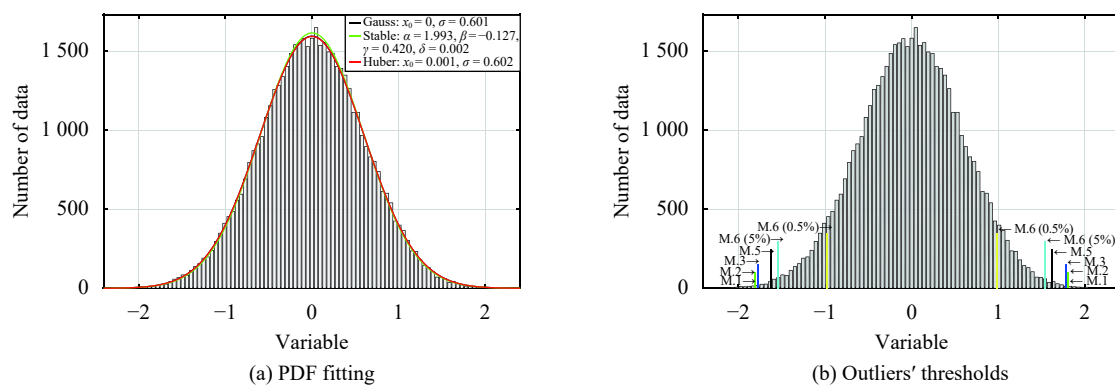 Gauss: x₀ = 0, σ = 0.601
Stable: α = 1.993, β = −0.127,
γ = 0.420, δ = 0.002
Huber: x₀ = 0.001, σ = 0.602
1 500
1 000
500
0
Number of data
−2
−1
0
1
2
Variable
(a) PDF fitting
1 500
1 000
500
0
Number of data
M.6 (0.5%)
M.6 (5%)
M.5
M.3
M.2
M.1
M.6 (0.5%)
M.6 (5%)
M.5
M.3
M.2
M.1
−2
−1
0
1
2
Variable
(b) Outliers′ thresholds